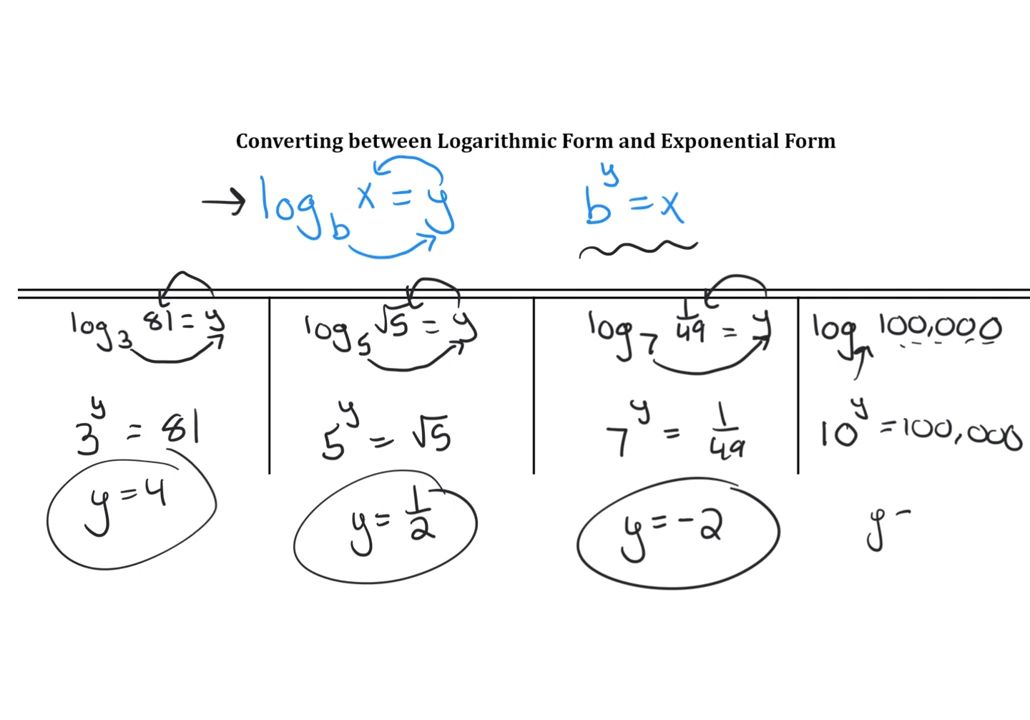 Converting between Logarithmic Form and Exponential Form
→ log_b x = y
b^y = x
log_3 81 = y
3^y = 81
y = 4
log_5 √5 = y
5^y = √5
y = 1/2
log_7 1/49 = y
7^y = 1/49
y = -2
log 100,000
10^y = 100,000
y -